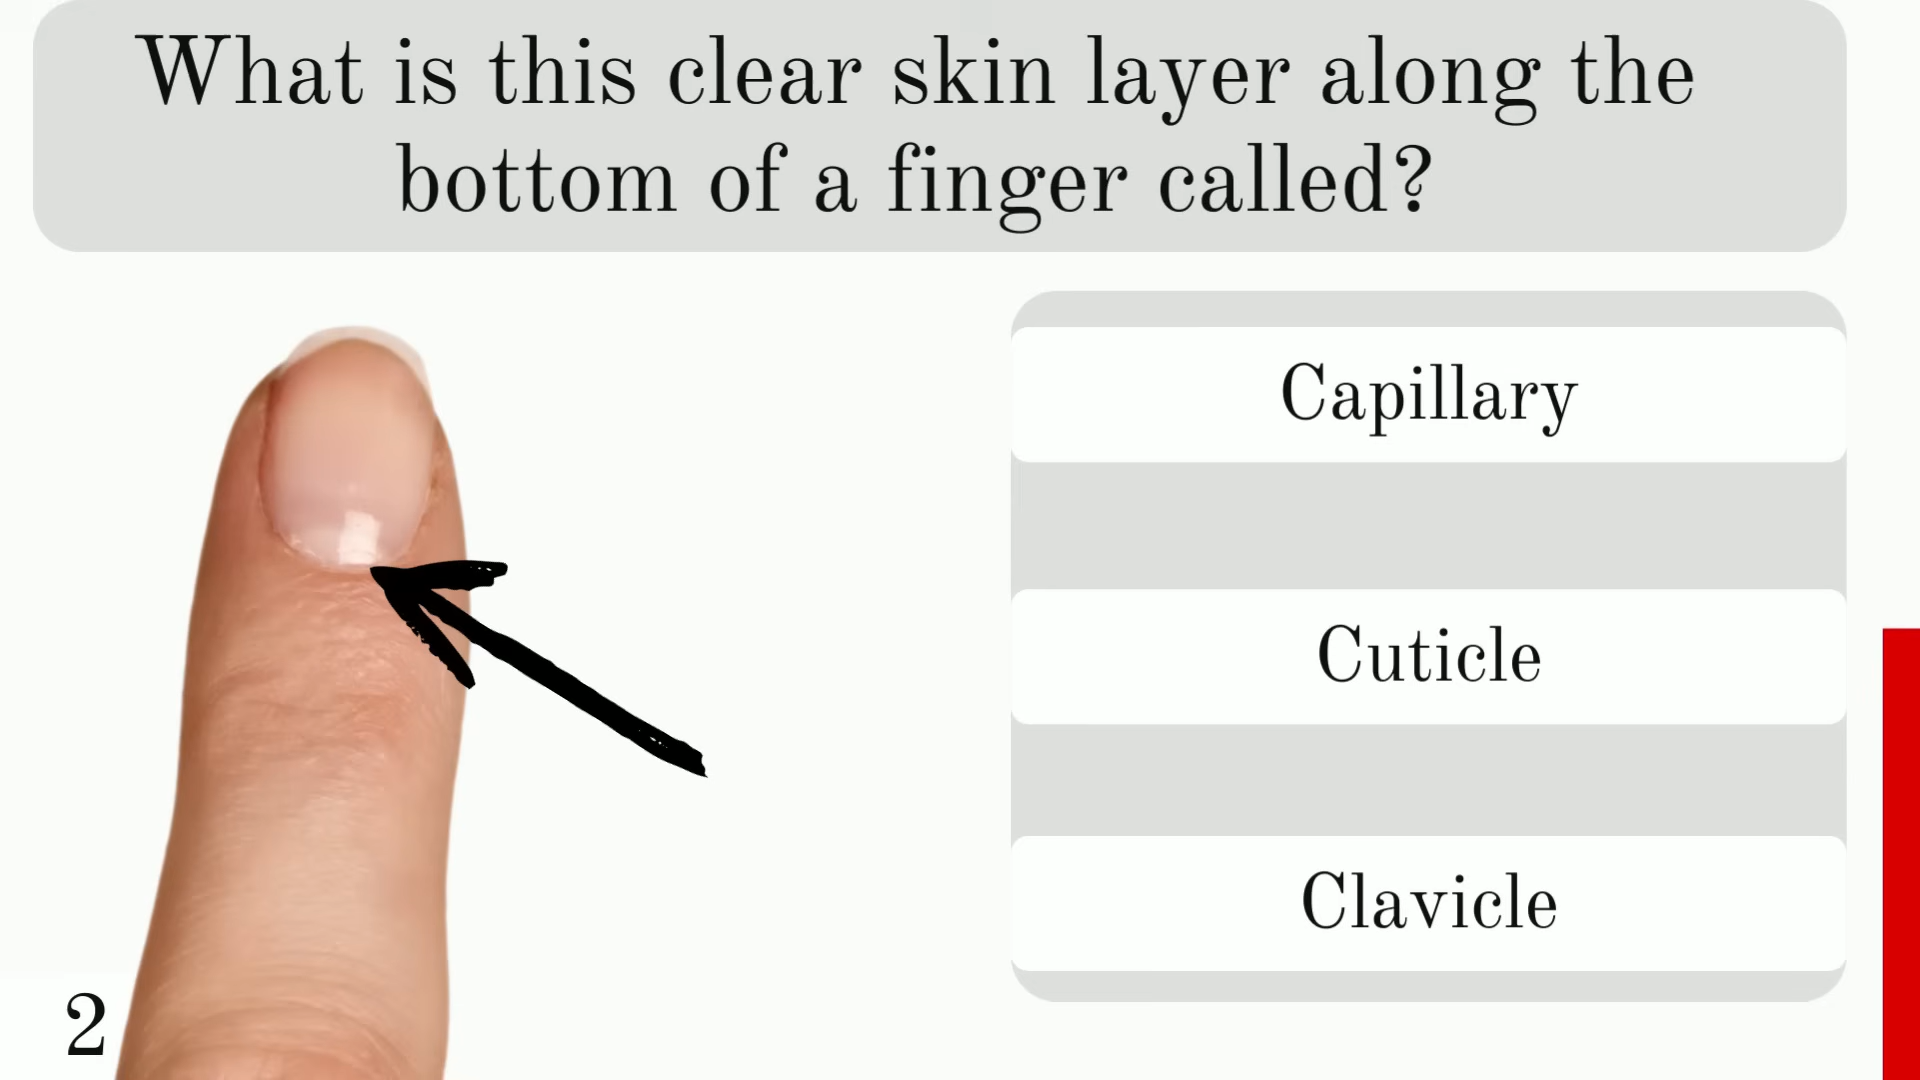 What is this clear skin layer along the
bottom of a finger called?
Capillary
Cuticle
Clavicle
2